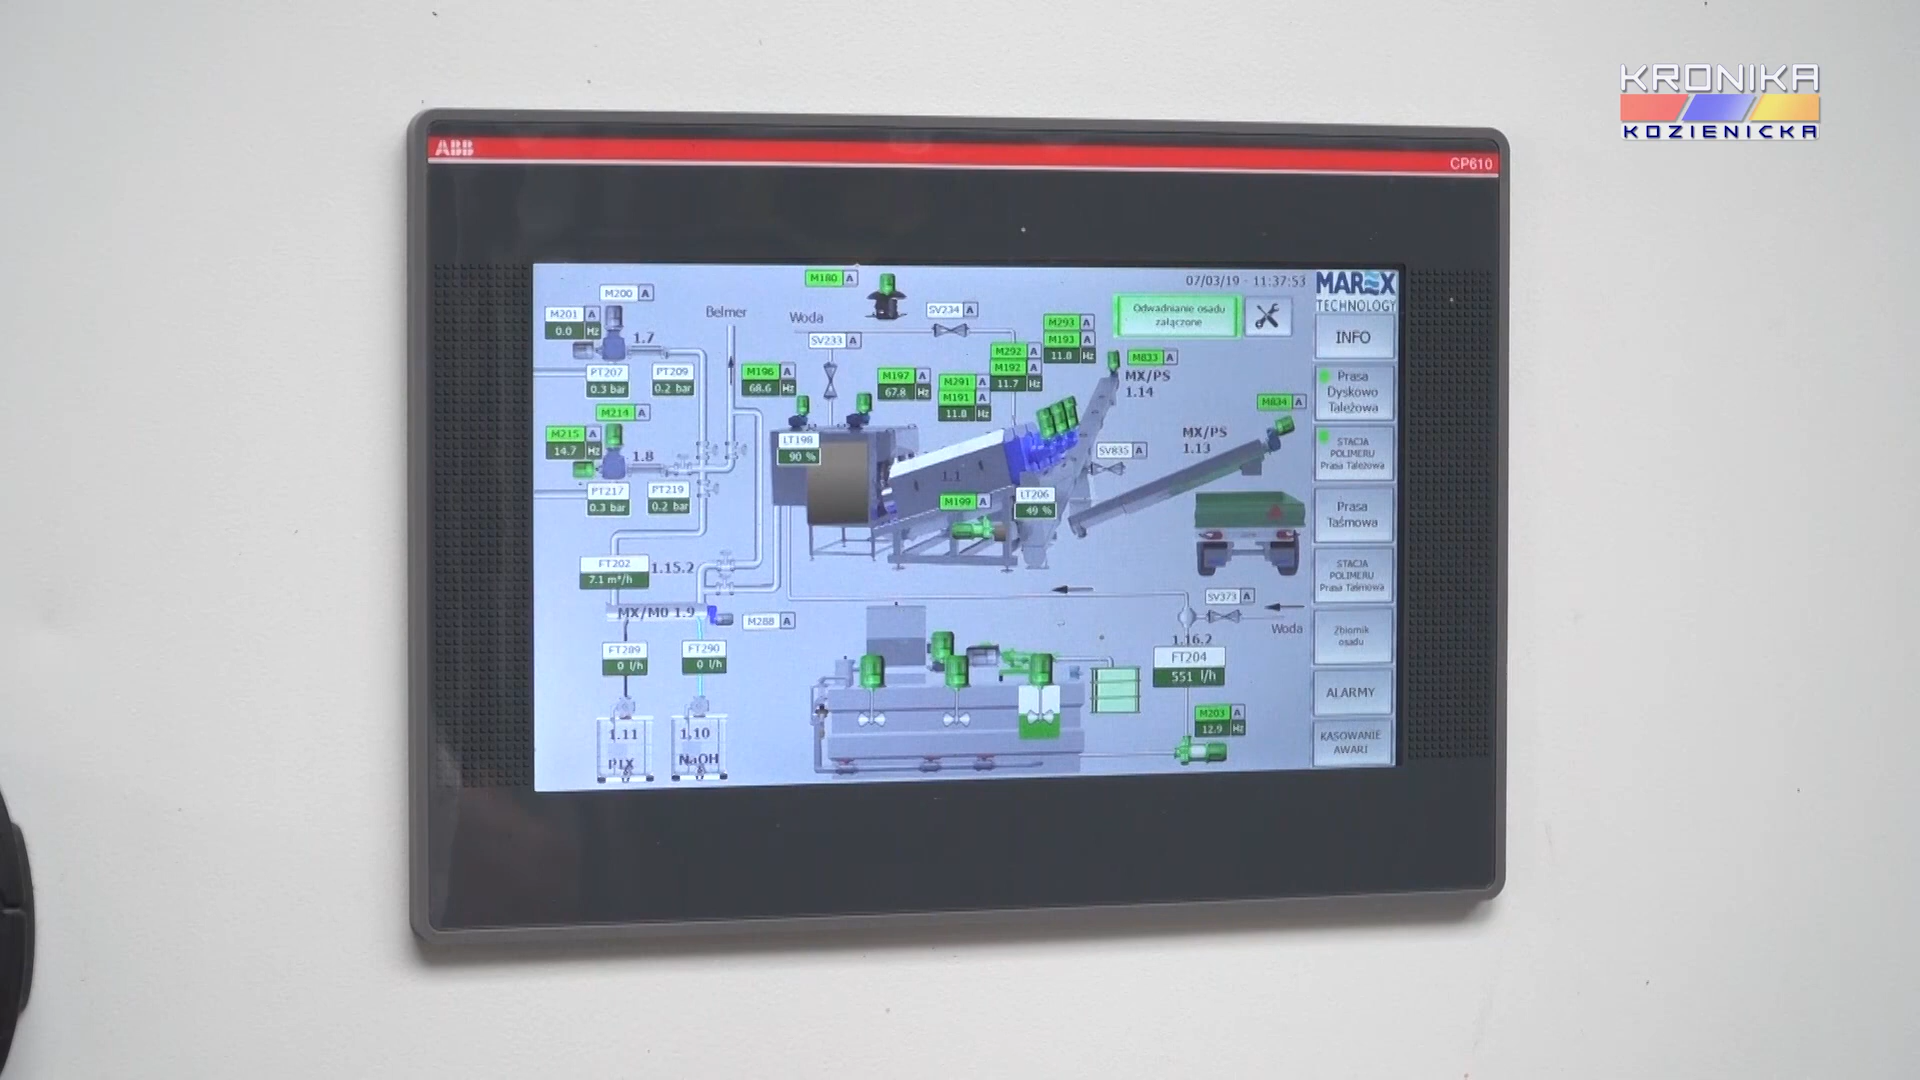 KRONIKA
KOZIENICKA
ABB
CP610
07/03/19 - 11:37:53
MAREX
TECHNOLOGY
M180 A
M200 A
M201 A
0.0 Hz
1.7
Belmer
Woda
SV234 A
SV233 A
Odwadnianie osadu
załączone
INFO
M293 A
M193 A
11.8 Hz
M292 A
M192 A
11.7 Hz
M291 A
M191 A
11.8 Hz
M833 A
MX/PS
1.14
PT207
0.3 bar
PT209
0.2 bar
M196 A
68.6 Hz
M197 A
67.8 Hz
Prasa
Dyskowo
Talerzowa
M834 A
M214 A
M215 A
14.7 Hz
1.8
LT198
90 %
1.1
MX/PS
1.13
SV835 A
STACJA
POLIMERU
Prasa Talerzowa
PT217
0.3 bar
PT219
0.2 bar
M199 A
LT206
49 %
Prasa
Taśmowa
FT202
7.1 m³/h
1.15.2
STACJA
POLIMERU
Prasa Taśmowa
MX/MO 1.9
M288 A
SV373 A
Woda
1.16.2
Zbiornik
osadu
FT289
0 l/h
FT290
0 l/h
FT204
551 l/h
ALARMY
M203 A
12.9 Hz
1.11
PIX
1.10
NaOH
KASOWANIE
AWARI